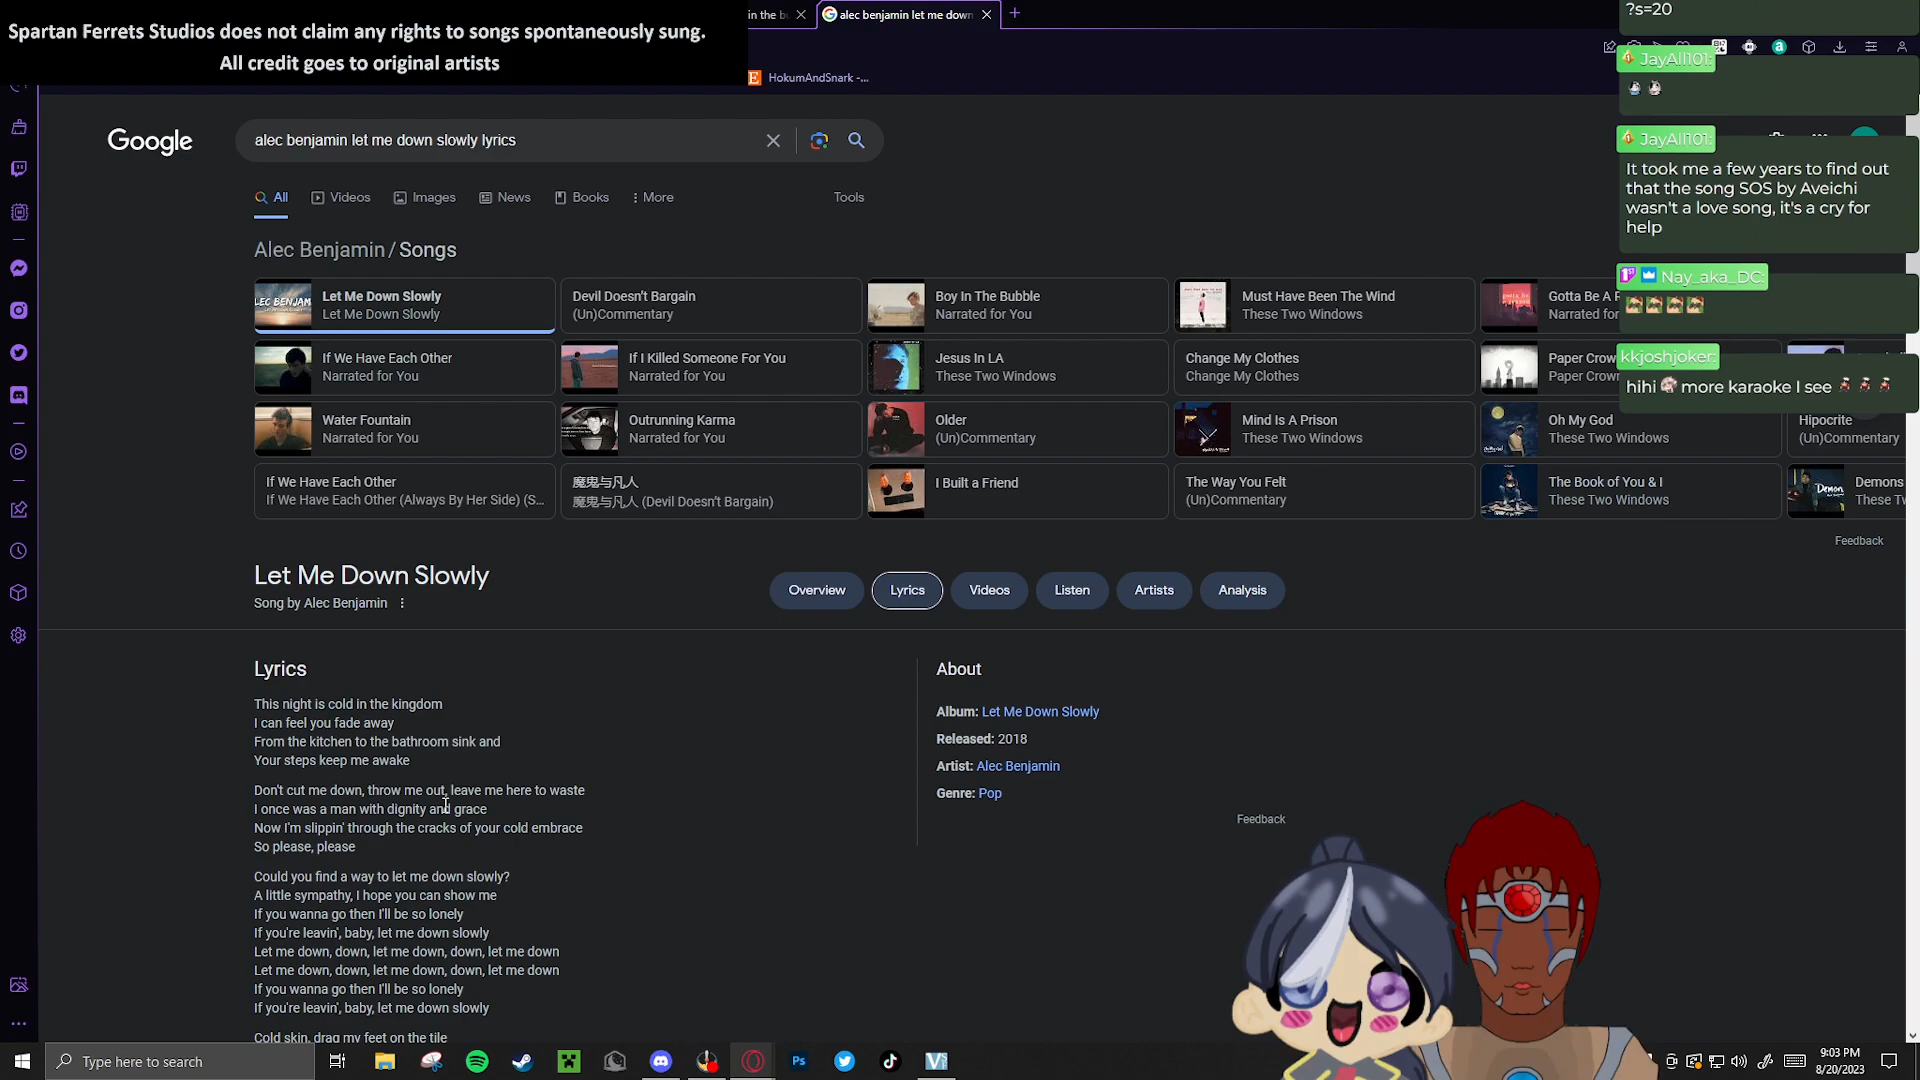 Spartan Ferrets Studios does not claim any rights to songs spontaneously sung.
All credit goes to original artists
in the bu
alec benjamin let me down
HokumAndSnark -...
?s=20
JayAll101:
JayAll101:
It took me a few years to find out
that the song SOS by Aveichi
wasn't a love song, it's a cry for
help
Nay_aka_DC:
kkjoshjoker:
hihi more karaoke I see
Google
alec benjamin let me down slowly lyrics
All
Videos
Images
News
Books
More
Tools
Alec Benjamin / Songs
Let Me Down Slowly
Let Me Down Slowly
Devil Doesn't Bargain
(Un)Commentary
Boy In The Bubble
Narrated for You
Must Have Been The Wind
These Two Windows
Gotta Be A R
Narrated for
If We Have Each Other
Narrated for You
If I Killed Someone For You
Narrated for You
Jesus In LA
These Two Windows
Change My Clothes
Change My Clothes
Paper Crow
Paper Crow
Water Fountain
Narrated for You
Outrunning Karma
Narrated for You
Older
(Un)Commentary
Mind Is A Prison
These Two Windows
Oh My God
These Two Windows
Hipocrite
(Un)Commentary
If We Have Each Other
If We Have Each Other (Always By Her Side) (S...
魔鬼与凡人
魔鬼与凡人 (Devil Doesn't Bargain)
I Built a Friend
The Way You Felt
(Un)Commentary
The Book of You & I
These Two Windows
Demons
These Tw
Feedback
Let Me Down Slowly
Song by Alec Benjamin
Overview
Lyrics
Videos
Listen
Artists
Analysis
Lyrics
This night is cold in the kingdom
I can feel you fade away
From the kitchen to the bathroom sink and
Your steps keep me awake
Don't cut me down, throw me out, leave me here to waste
I once was a man with dignity and grace
Now I'm slippin' through the cracks of your cold embrace
So please, please
Could you find a way to let me down slowly?
A little sympathy, I hope you can show me
If you wanna go then I'll be so lonely
If you're leavin', baby, let me down slowly
Let me down, down, let me down, down, let me down
Let me down, down, let me down, down, let me down
If you wanna go then I'll be so lonely
If you're leavin', baby, let me down slowly
Cold skin, drag my feet on the tile
About
Album: Let Me Down Slowly
Released: 2018
Artist: Alec Benjamin
Genre: Pop
Feedback
Type here to search
Ps
9:03 PM
8/20/2023